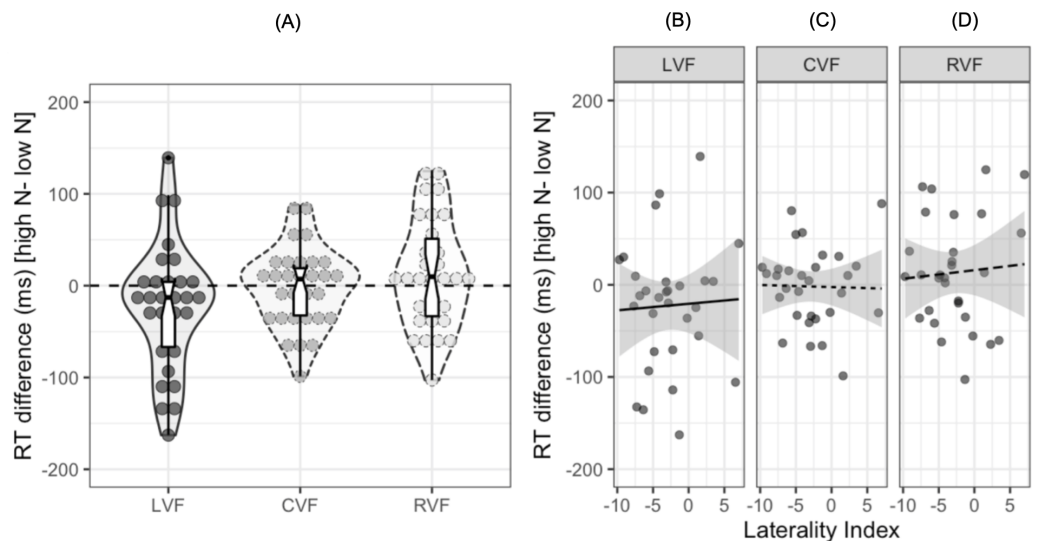 (A)
RT difference (ms) [high N- low N]
200
100
0
-100
-200
LVF
CVF
RVF
(B)
(C)
(D)
LVF
CVF
RVF
RT difference (ms) [high N- low N]
200
100
0
-100
-200
-10
-5
0
5
-10
-5
0
5
-10
-5
0
5
Laterality Index